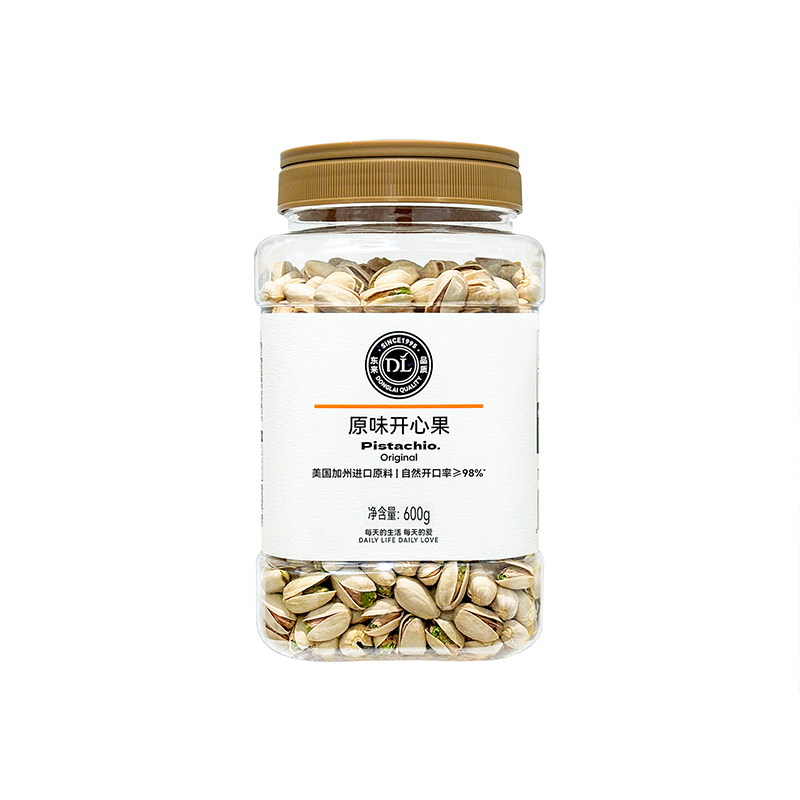 SINCE1995
东来 DL 品质
DONGLAI QUALITY
原味开心果
Pistachio.
Original
美国加州进口原料 | 自然开口率≥98%*
净含量: 600g
每天的生活 每天的爱
DAILY LIFE DAILY LOVE